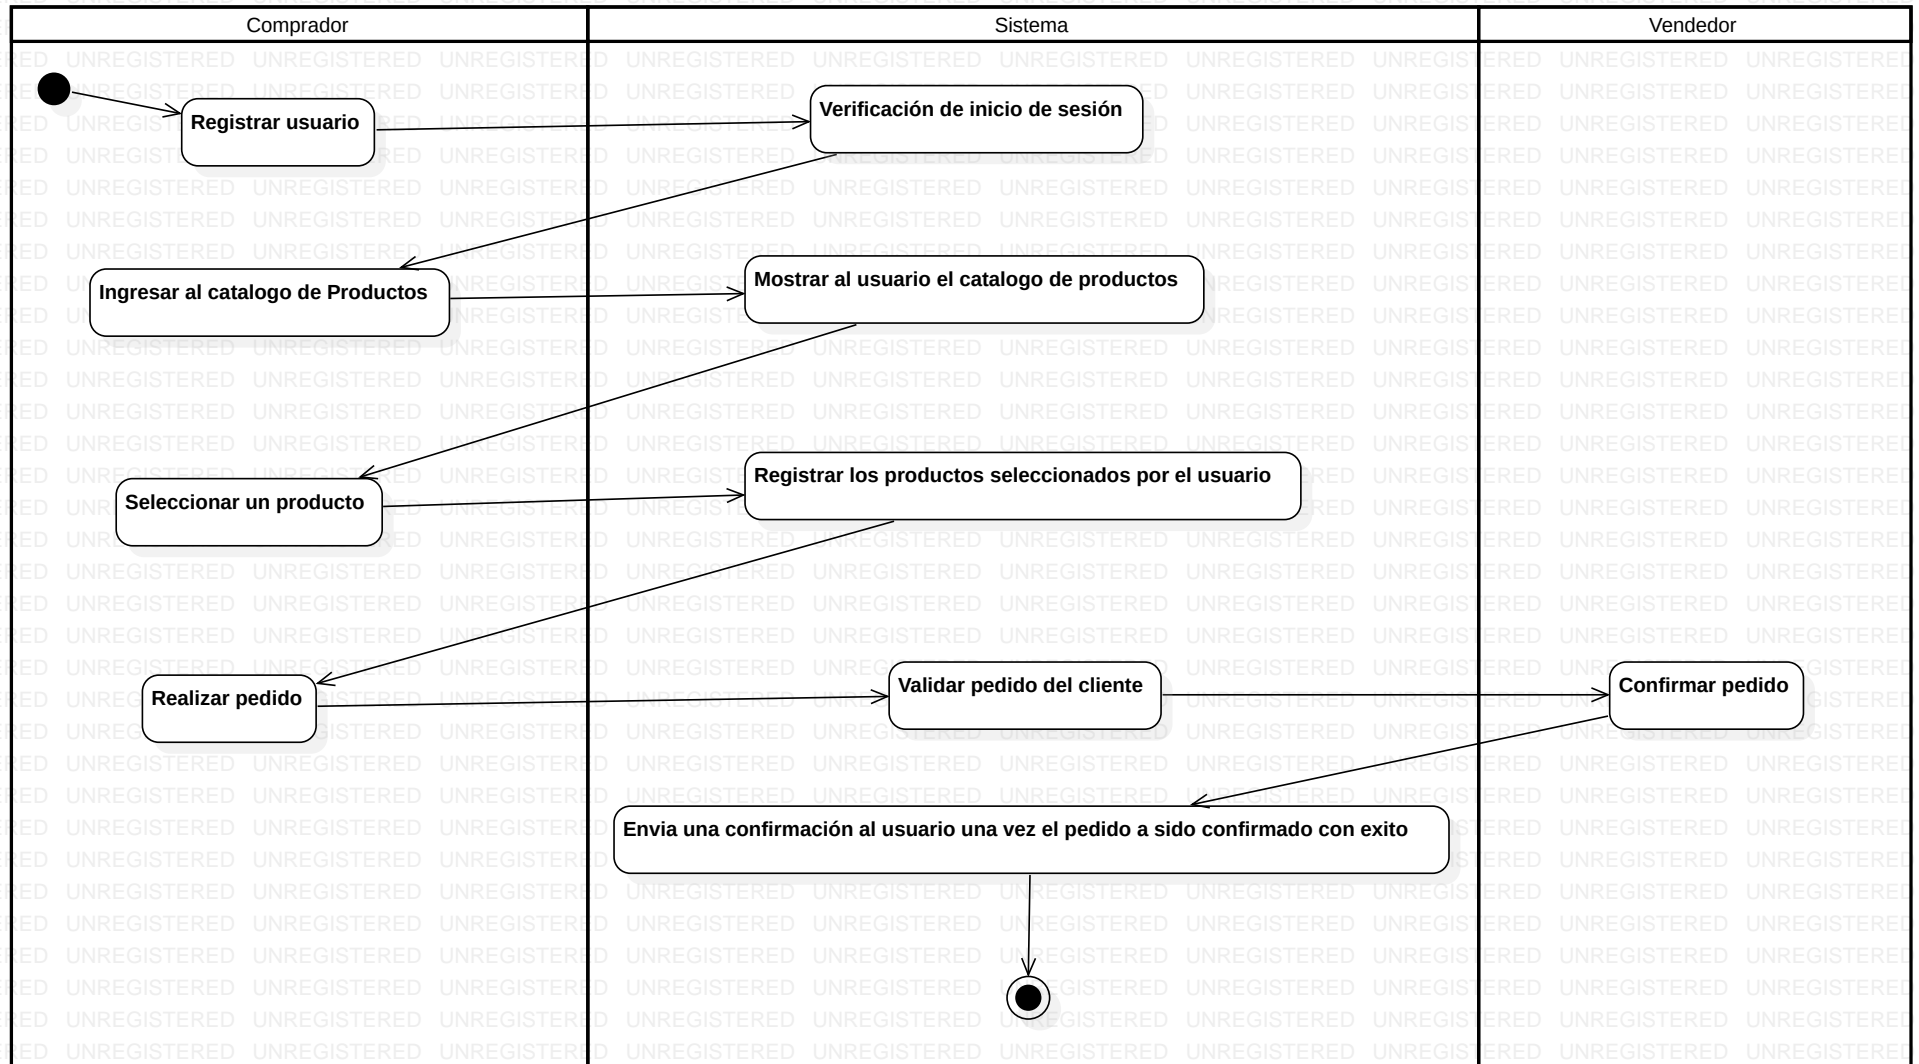 Comprador
Sistema
Vendedor
Registrar usuario
Verificación de inicio de sesión
Ingresar al catalogo de Productos
Mostrar al usuario el catalogo de productos
Seleccionar un producto
Registrar los productos seleccionados por el usuario
Realizar pedido
Validar pedido del cliente
Confirmar pedido
Envia una confirmación al usuario una vez el pedido a sido confirmado con exito
UNREGISTERED